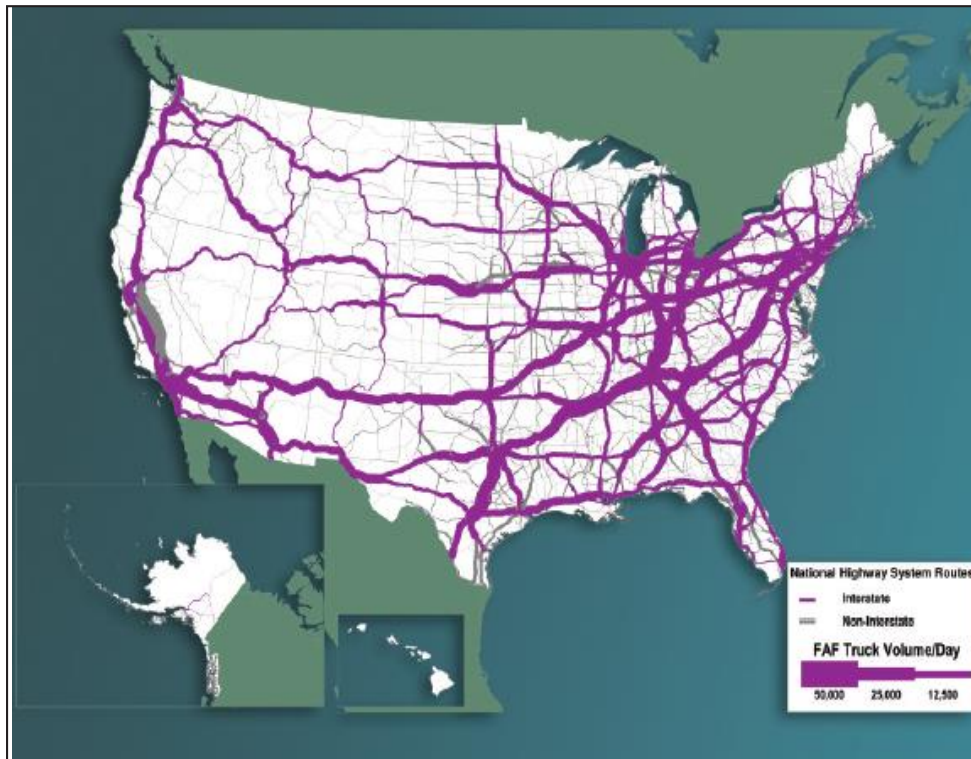 National Highway System Routes
Interstate
Non-Interstate
FAF Truck Volume/Day
50,000 25,000 12,500